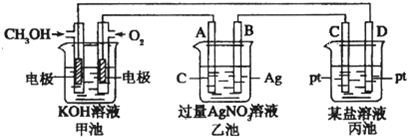 CH₃OH O₂ A B C D
电极 电极 C Ag pt pt
KOH溶液 过量AgNO₃溶液 某盐溶液
甲池 乙池 丙池